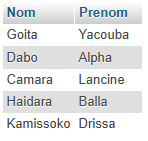 Nom Prenom
Goita Yacouba
Dabo Alpha
Camara Lancine
Haidara Balla
Kamissoko Drissa